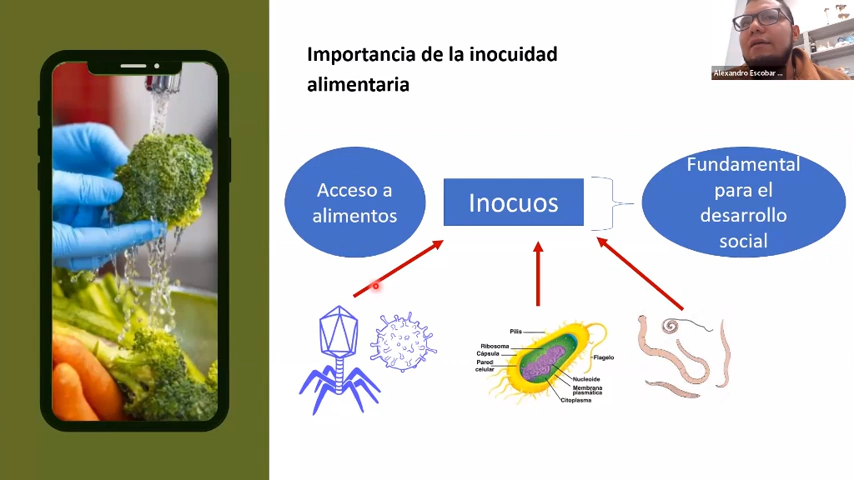 Importancia de la inocuidad
alimentaria
Alexandro Escobar ...
Acceso a
alimentos
Inocuos
Fundamental
para el
desarrollo
social
Pilis
Ribosoma
Cápsula
Pared
celular
Flagelo
Nucleoide
Membrana
plasmática
Citoplasma